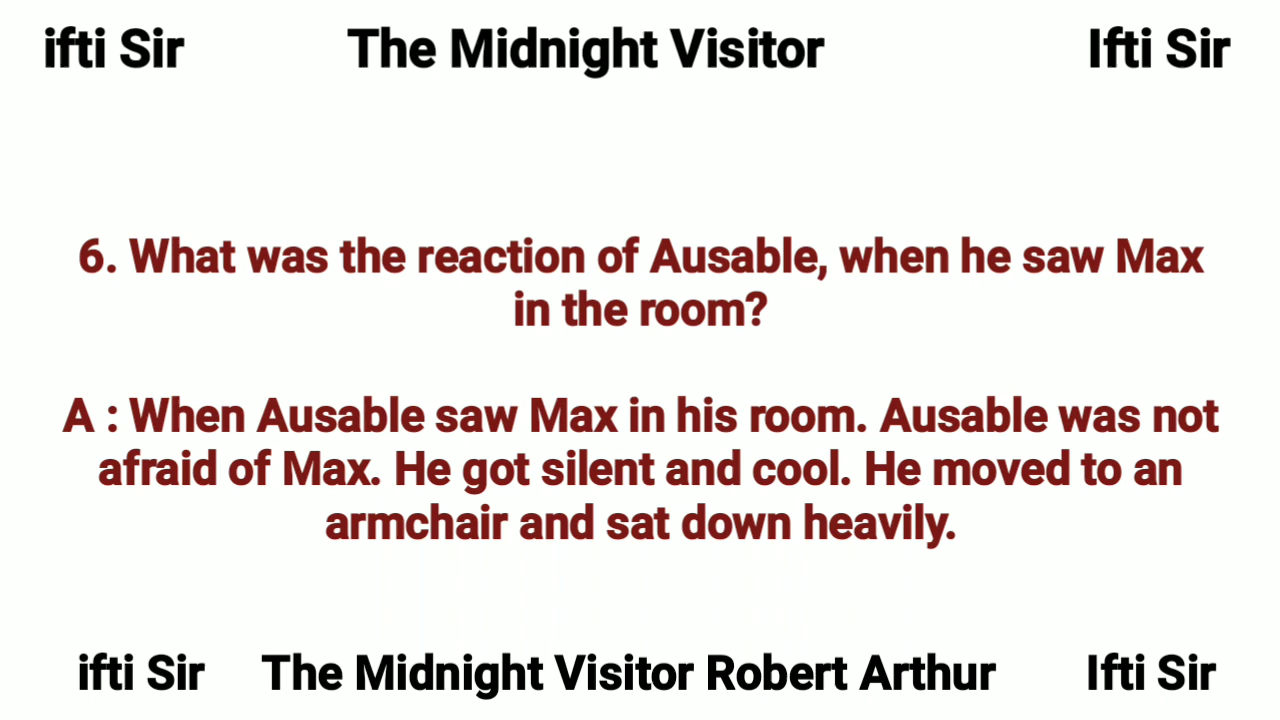 ifti Sir The Midnight Visitor Ifti Sir
6. What was the reaction of Ausable, when he saw Max
in the room?
A : When Ausable saw Max in his room. Ausable was not
afraid of Max. He got silent and cool. He moved to an
armchair and sat down heavily.
ifti Sir The Midnight Visitor Robert Arthur Ifti Sir